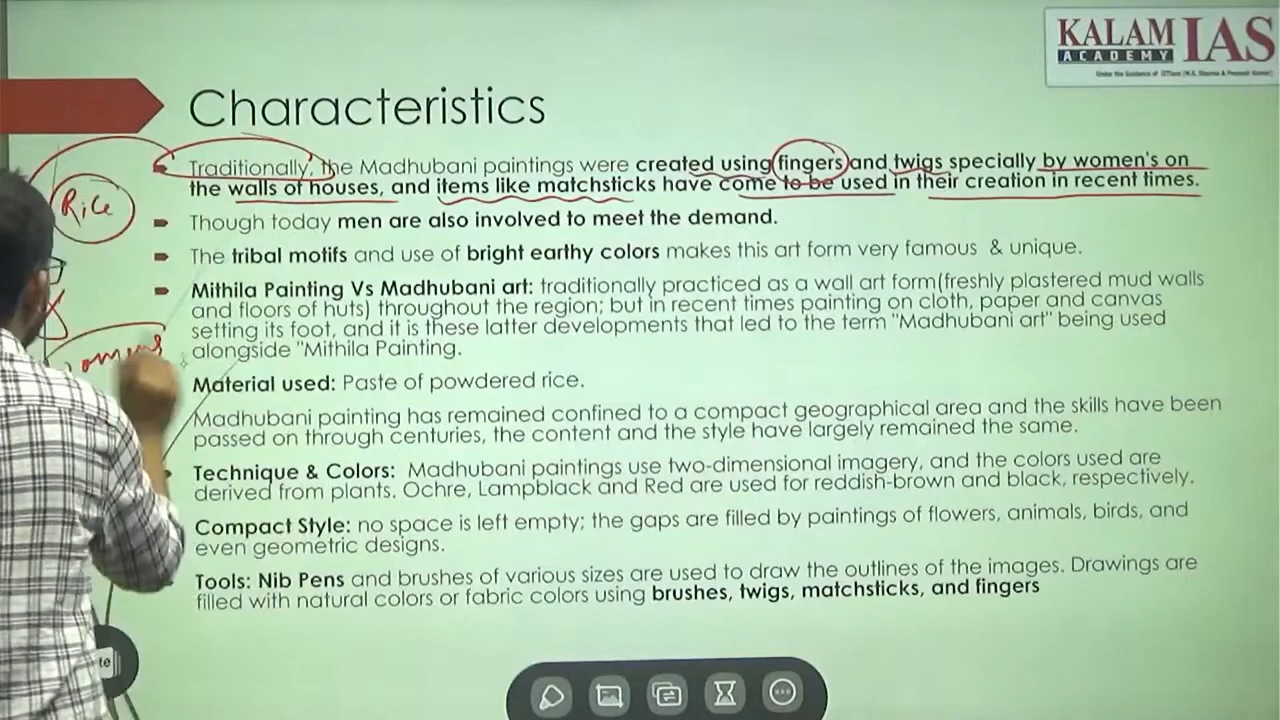 KALAM IAS
ACADEMY
Characteristics
Traditionally, the Madhubani paintings were created using fingers and twigs specially by women's on
the walls of houses, and items like matchsticks have come to be used in their creation in recent times.
Rice
Though today men are also involved to meet the demand.
The tribal motifs and use of bright earthy colors makes this art form very famous & unique.
Mithila Painting Vs Madhubani art: traditionally practiced as a wall art form(freshly plastered mud walls
and floors of huts) throughout the region; but in recent times painting on cloth, paper and canvas
setting its foot, and it is these latter developments that led to the term "Madhubani art" being used
alongside "Mithila Painting.
Material used: Paste of powdered rice.
Madhubani painting has remained confined to a compact geographical area and the skills have been
passed on through centuries, the content and the style have largely remained the same.
Technique & Colors: Madhubani paintings use two-dimensional imagery, and the colors used are
derived from plants. Ochre, Lampblack and Red are used for reddish-brown and black, respectively.
Compact Style: no space is left empty; the gaps are filled by paintings of flowers, animals, birds, and
even geometric designs.
Tools: Nib Pens and brushes of various sizes are used to draw the outlines of the images. Drawings are
filled with natural colors or fabric colors using brushes, twigs, matchsticks, and fingers